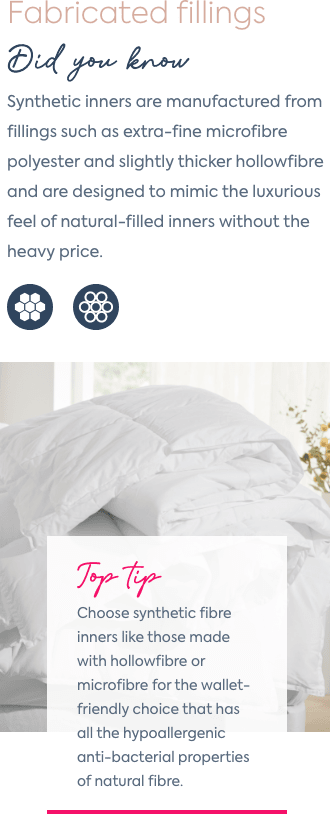 Fabricated fillings
Did you know
Synthetic inners are manufactured from
fillings such as extra-fine microfibre
polyester and slightly thicker hollowfibre
and are designed to mimic the luxurious
feel of natural-filled inners without the
heavy price.
Top tip
Choose synthetic fibre
inners like those made
with hollowfibre or
microfibre for the wallet-
friendly choice that has
all the hypoallergenic
anti-bacterial properties
of natural fibre.